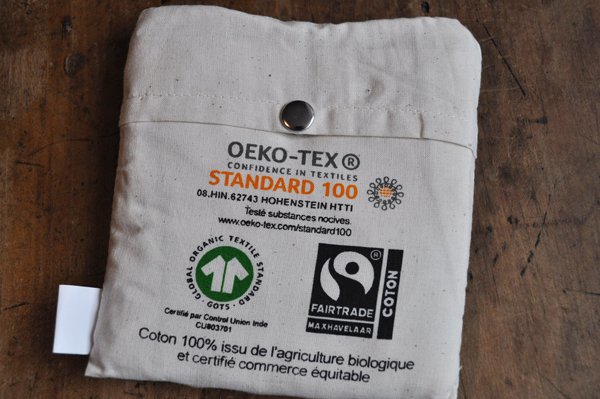 OEKO-TEX®
CONFIDENCE IN TEXTILES
STANDARD 100
08.HIN.62743 HOHENSTEIN HTTI
Testé substances nocives.
www.oeko-tex.com/standard100
GLOBAL ORGANIC TEXTILE STANDARD
· GOTS ·
Certifié par Control Union Inde
CU803701
®
FAIRTRADE
MAXHAVELAAR
COTON
Coton 100% issu de l'agriculture biologique
et certifié commerce équitable